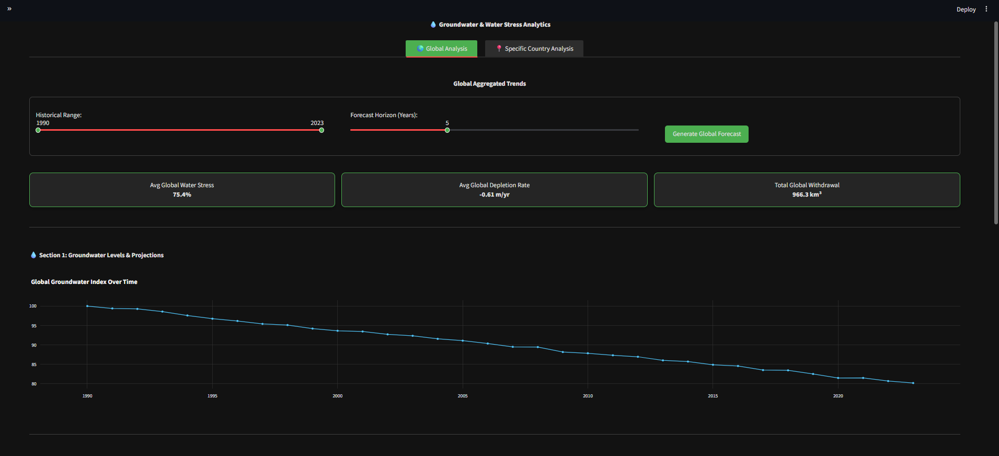 »
Deploy
💧 Groundwater & Water Stress Analytics
🌍 Global Analysis
📍 Specific Country Analysis
Global Aggregated Trends
Historical Range:
1990 2023
Forecast Horizon (Years):
5
Generate Global Forecast
Avg Global Water Stress
75.4%
Avg Global Depletion Rate
-0.61 m/yr
Total Global Withdrawal
966.3 km³
💧 Section 1: Groundwater Levels & Projections
Global Groundwater Index Over Time
100
95
90
85
80
1990 1995 2000 2005 2010 2015 2020